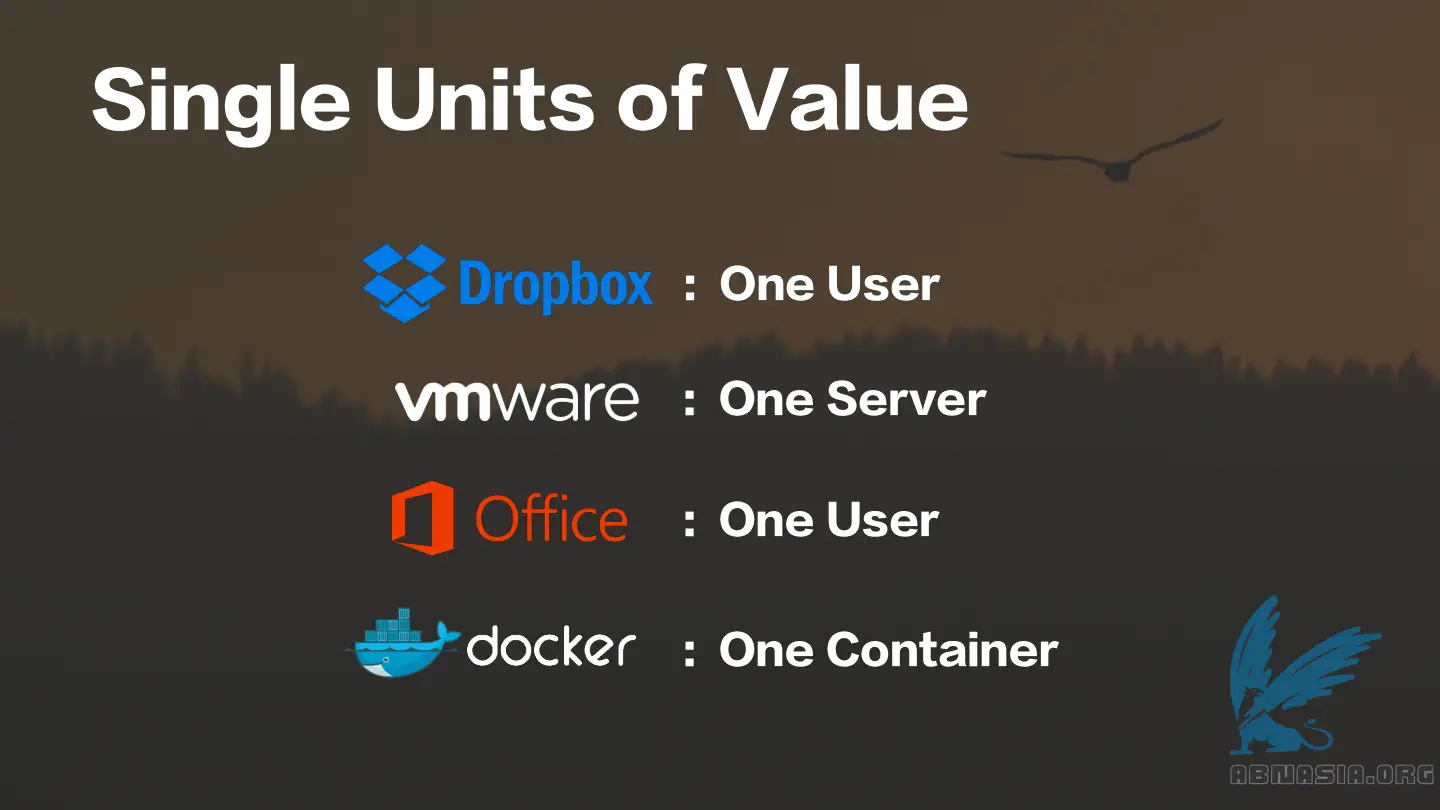 Single Units of Value
Dropbox : One User
vmware : One Server
Office : One User
docker : One Container
ABNASIA.ORG